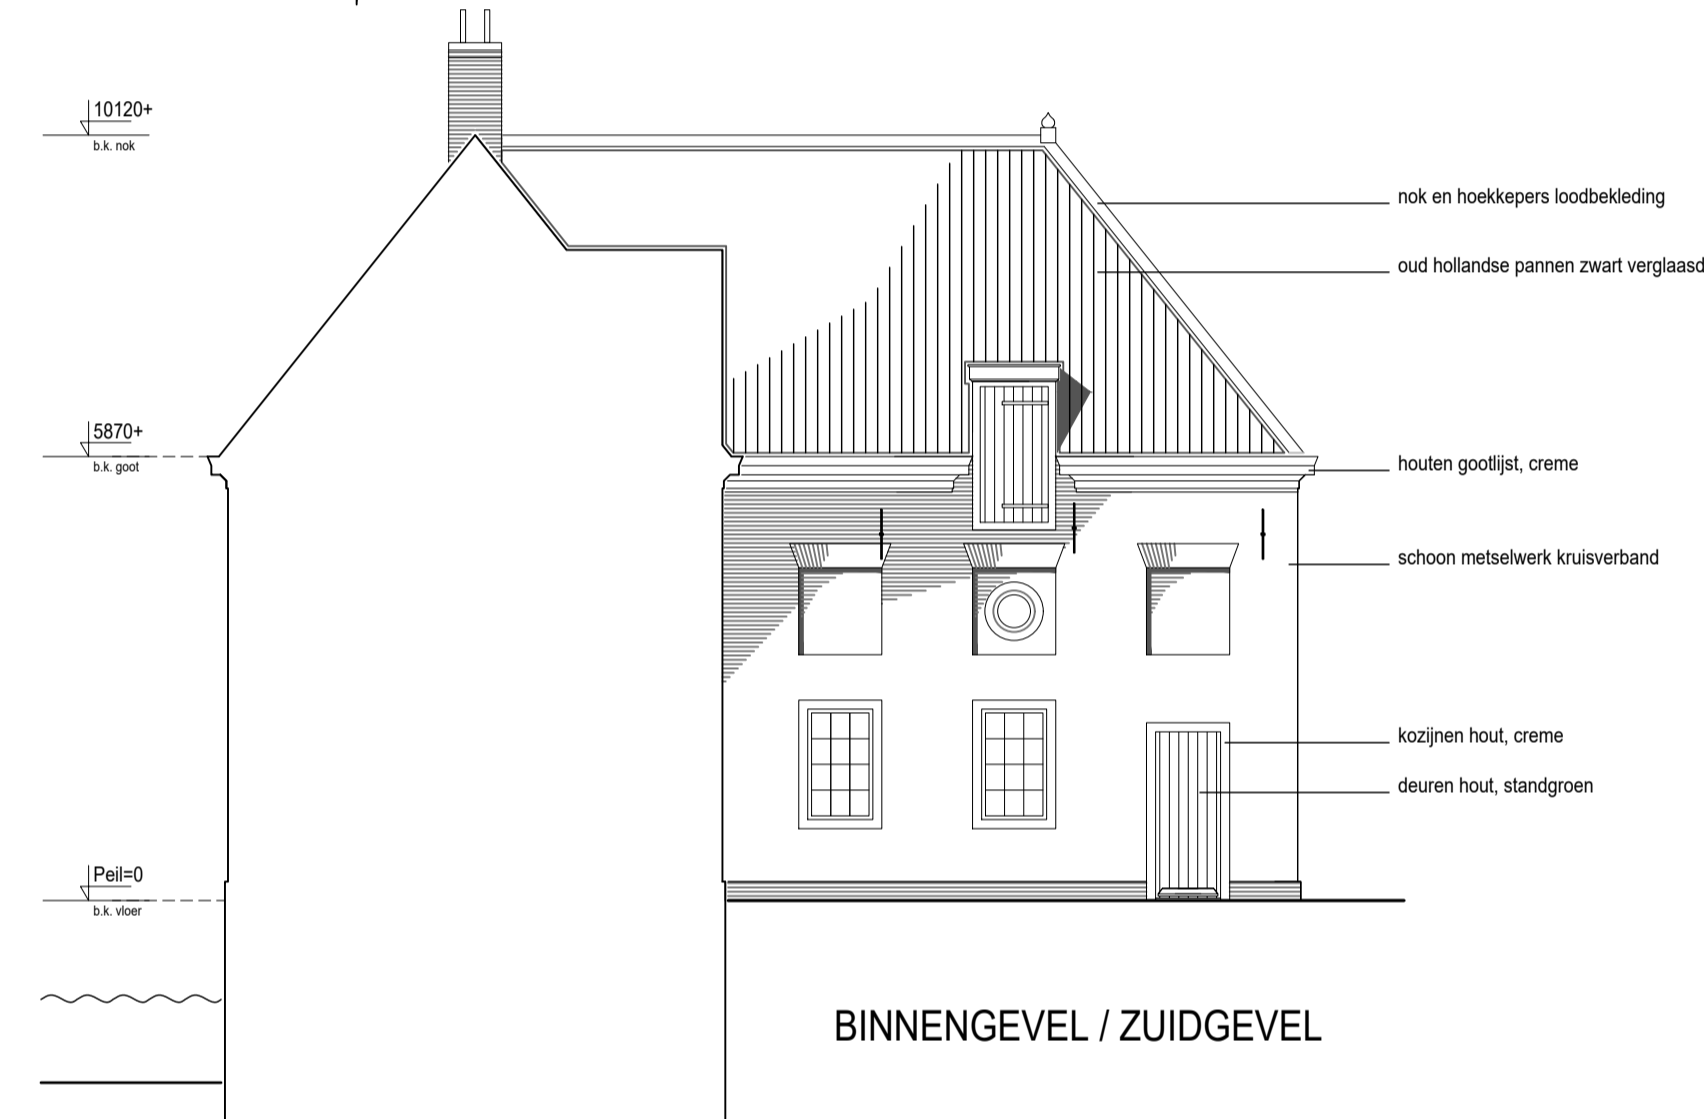 10120+
b.k. nok
nok en hoekkepers loodbekleding
oud hollandse pannen zwart verglaasd
5870+
b.k. goot
houten gootlijst, creme
schoon metselwerk kruisverband
kozijnen hout, creme
deuren hout, standgroen
Peil=0
b.k. vloer
BINNENGEVEL / ZUIDGEVEL